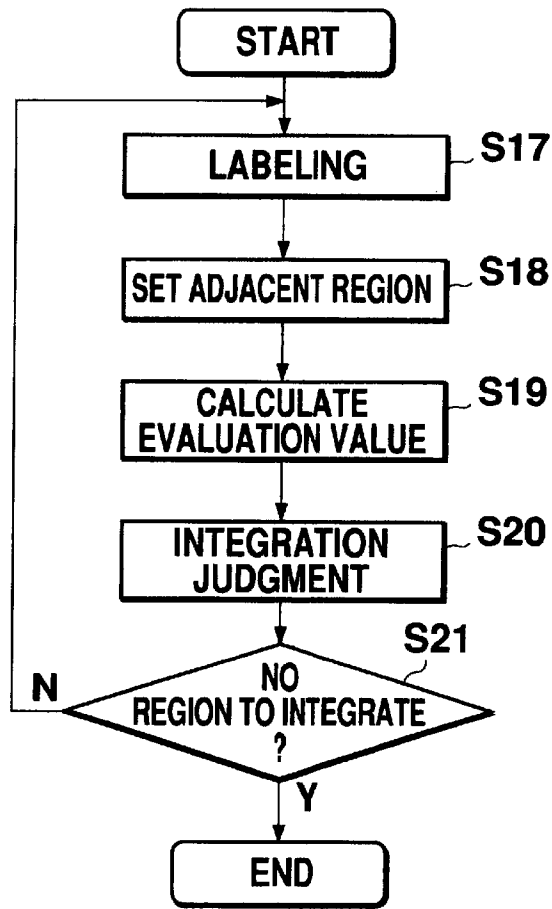 START
LABELING
S17
SET ADJACENT REGION
S18
CALCULATE
EVALUATION VALUE
S19
INTEGRATION
JUDGMENT
S20
S21
NO
REGION TO INTEGRATE
?
N
Y
END